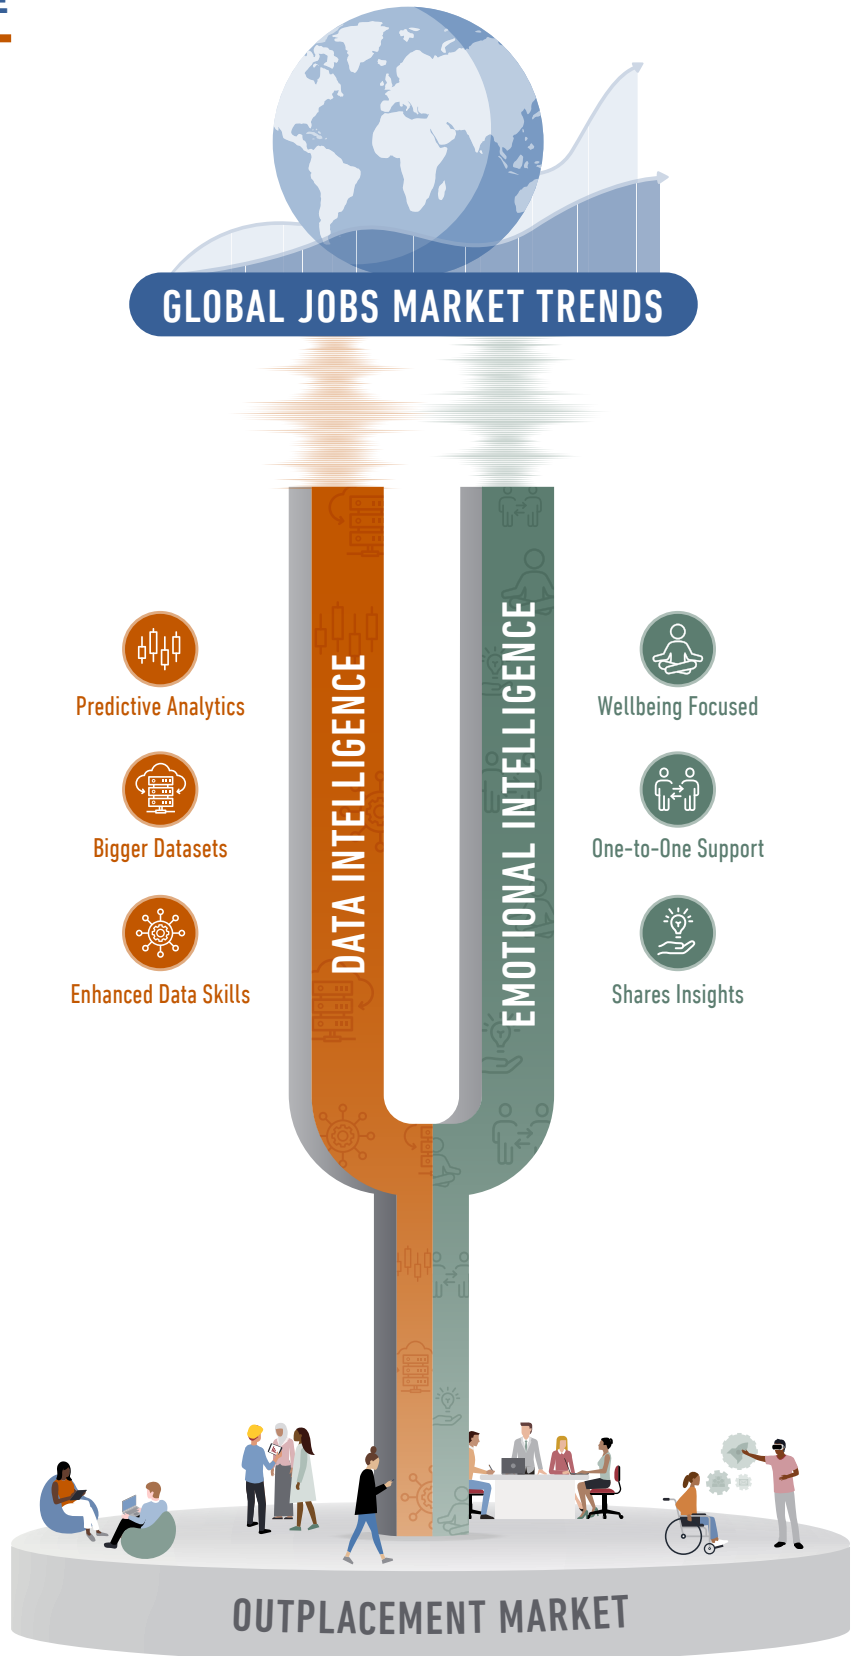 GLOBAL JOBS MARKET TRENDS
DATA INTELLIGENCE
EMOTIONAL INTELLIGENCE
Predictive Analytics
Bigger Datasets
Enhanced Data Skills
Wellbeing Focused
One-to-One Support
Shares Insights
OUTPLACEMENT MARKET